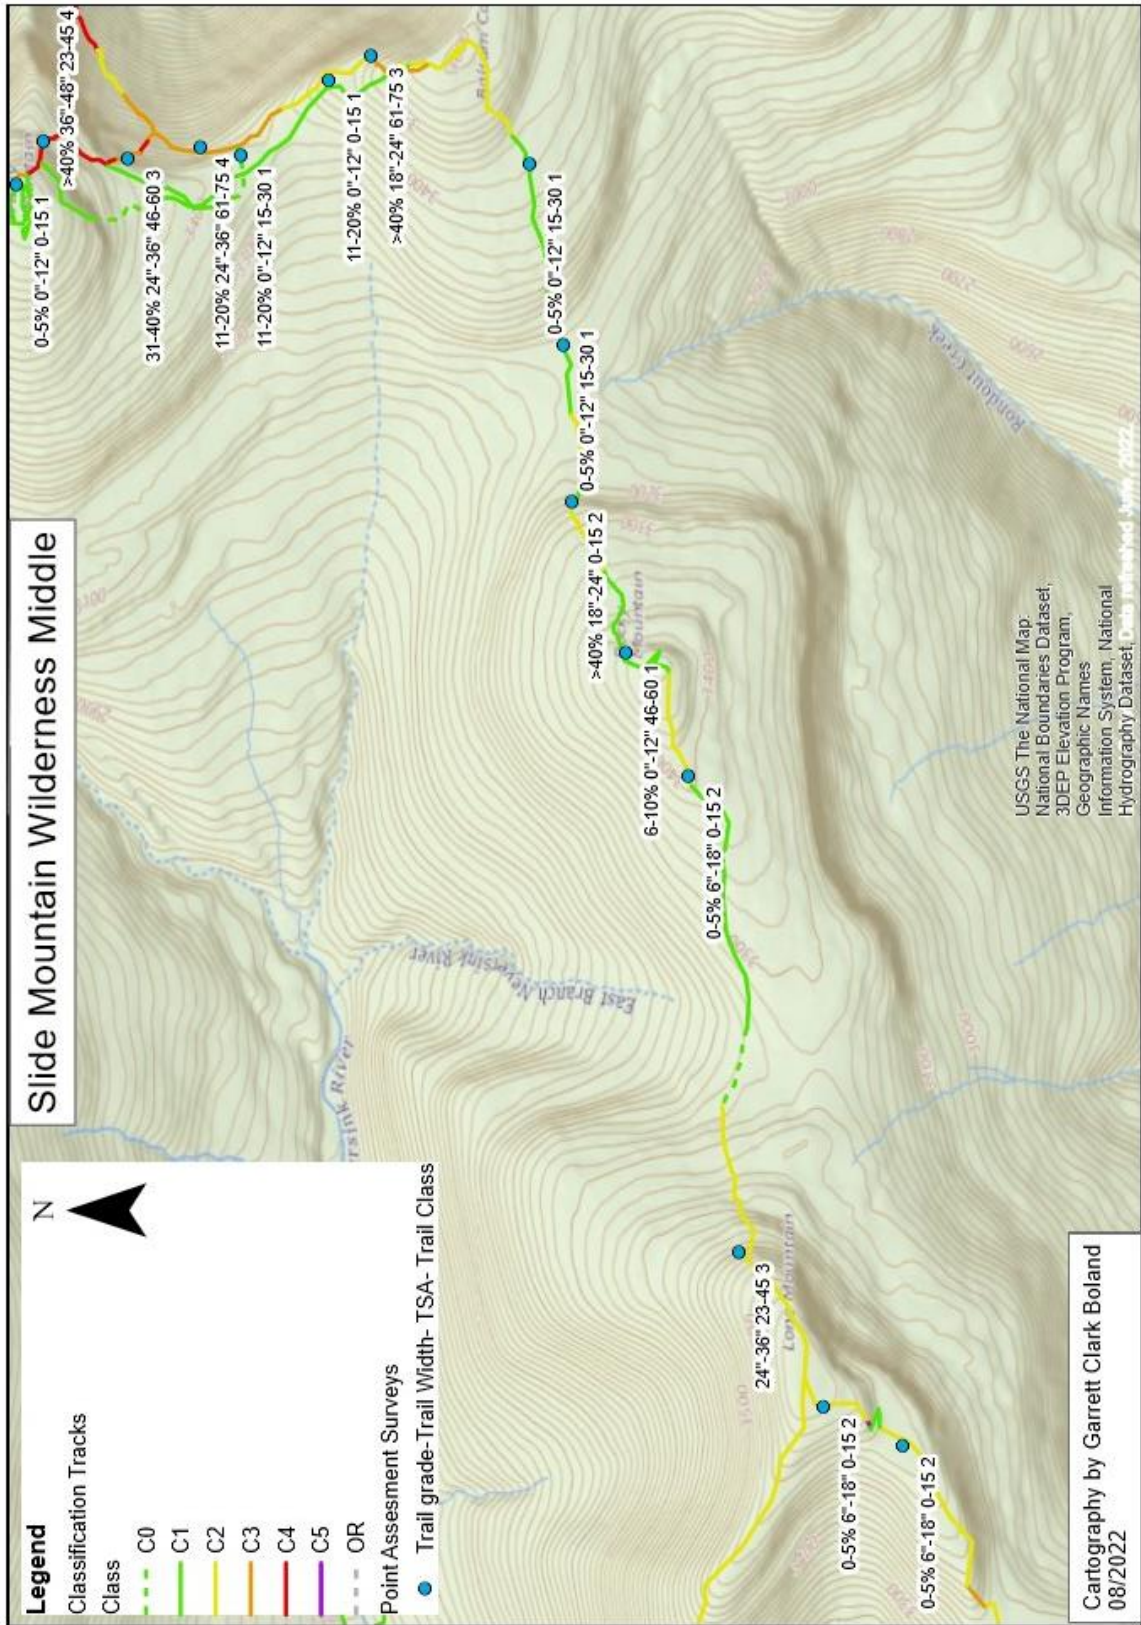 Slide Mountain Wilderness Middle
Legend
N
Classification Tracks
Class
C0
C1
C2
C3
C4
C5
OR
Point Assesment Surveys
Trail grade-Trail Width- TSA- Trail Class
0-5% 0"-12" 0-15 1
>40% 36"-48" 23-45 4
31-40% 24"-36" 46-60 3
11-20% 24"-36" 61-75 4
11-20% 0"-12" 15-30 1
11-20% 0"-12" 0-15 1
>40% 18"-24" 61-75 3
0-5% 0"-12" 15-30 1
0-5% 0"-12" 15-30 1
>40% 18"-24" 0-15 2
6-10% 0"-12" 46-60 1
0-5% 6"-18" 0-15 2
24"-36" 23-45 3
0-5% 6"-18" 0-15 2
0-5% 6"-18" 0-15 2
East Branch Neversink River
Rondout Creek
Mountain
3400
3200
3100
3000
USGS The National Map:
National Boundaries Dataset,
3DEP Elevation Program,
Geographic Names
Information System, National
Hydrography Dataset, Data refreshed June, 2022.
Cartography by Garrett Clark Boland
08/2022